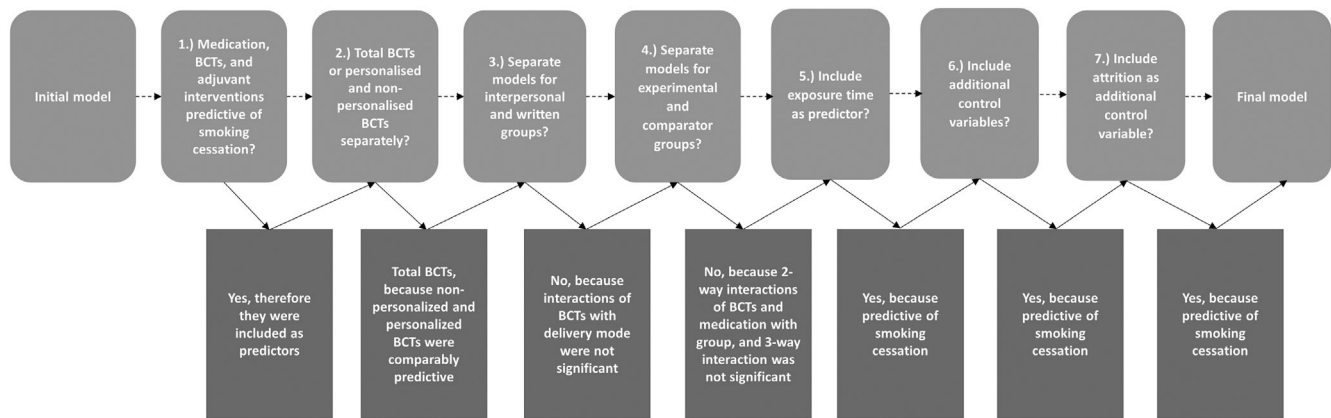 Initial model
1.) Medication,
BCTs, and
adjuvant
interventions
predictive of
smoking
cessation?
2.) Total BCTs
or personalised
and non-
personalised
BCTs
separately?
3.) Separate
models for
interpersonal
and written
groups?
4.) Separate
models for
experimental
and
comparator
groups?
5.) Include
exposure time
as predictor?
6.) Include
additional
control
variables?
7.) Include
attrition as
additional
control
variable?
Final model
Yes, therefore
they were
included as
predictors
Total BCTs,
because non-
personalized and
personalized
BCTs were
comparably
predictive
No, because
interactions of
BCTs with
delivery mode
were not
significant
No, because 2-
way interactions
of BCTs and
medication with
group, and 3-way
interaction was
not significant
Yes, because
predictive of
smoking
cessation
Yes, because
predictive of
smoking
cessation
Yes, because
predictive of
smoking
cessation